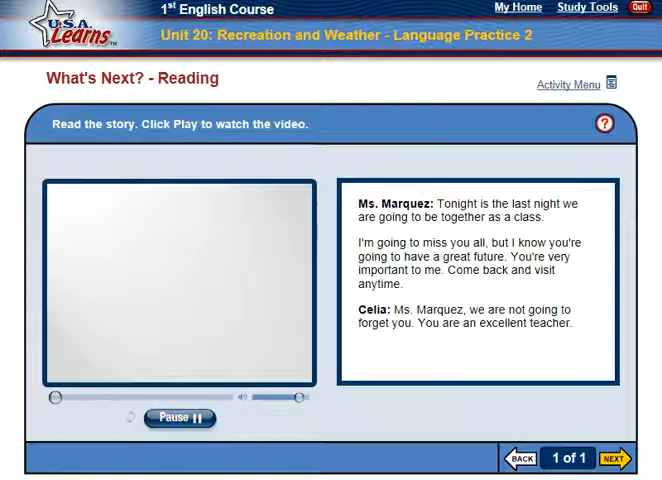 U.S.A.
Learns™
1st English Course
My Home
Study Tools
Quit
Unit 20: Recreation and Weather - Language Practice 2
What's Next? - Reading
Activity Menu
Read the story. Click Play to watch the video.
?
Ms. Marquez: Tonight is the last night we
are going to be together as a class.
I'm going to miss you all, but I know you're
going to have a great future. You're very
important to me. Come back and visit
anytime.
Celia: Ms. Marquez, we are not going to
forget you. You are an excellent teacher.
Pause
BACK
1 of 1
NEXT